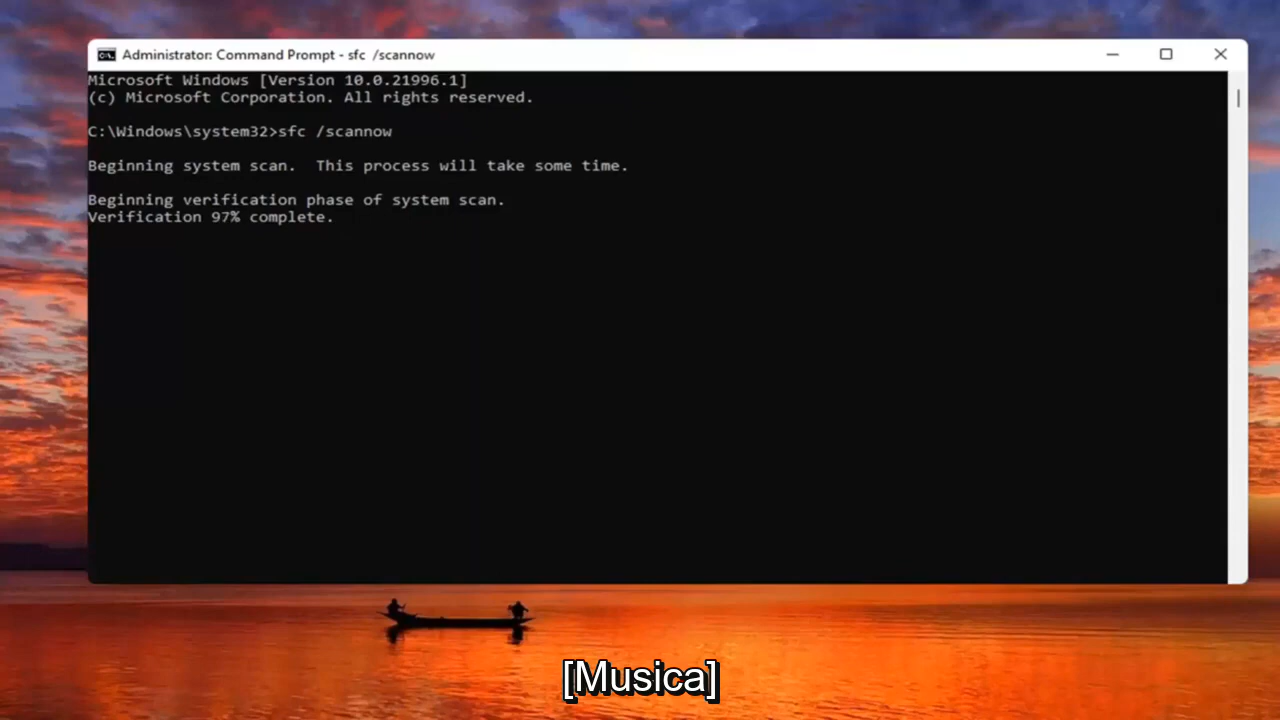 Administrator: Command Prompt - sfc /scannow
Microsoft Windows [Version 10.0.21996.1]
(c) Microsoft Corporation. All rights reserved.
C:\Windows\system32>sfc /scannow
Beginning system scan.  This process will take some time.
Beginning verification phase of system scan.
Verification 97% complete.
[Musica]